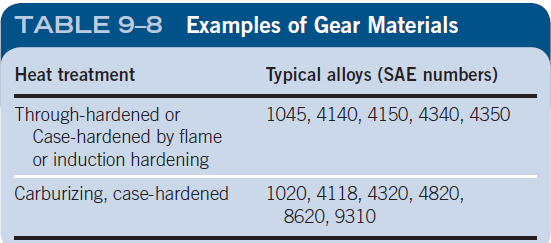 TABLE 9–8 Examples of Gear Materials
Heat treatment Typical alloys (SAE numbers)
Through-hardened or 1045, 4140, 4150, 4340, 4350
Case-hardened by flame
or induction hardening
Carburizing, case-hardened 1020, 4118, 4320, 4820,
8620, 9310